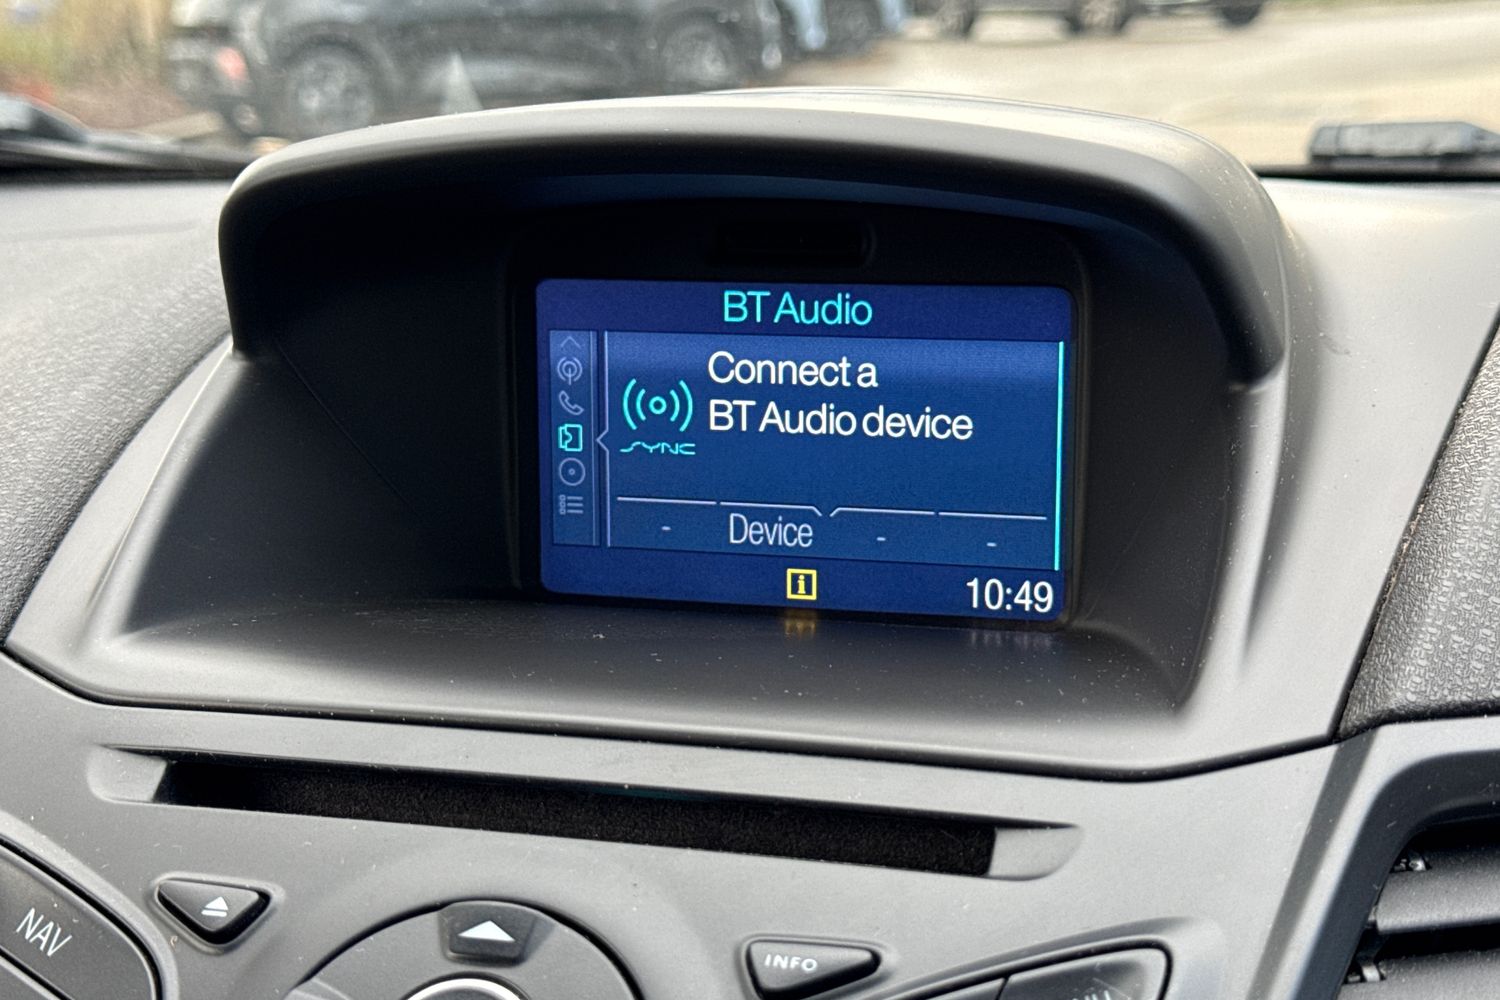 BT Audio
Connect a
BT Audio device
SYNC
- Device - -
i 10:49
NAV
INFO